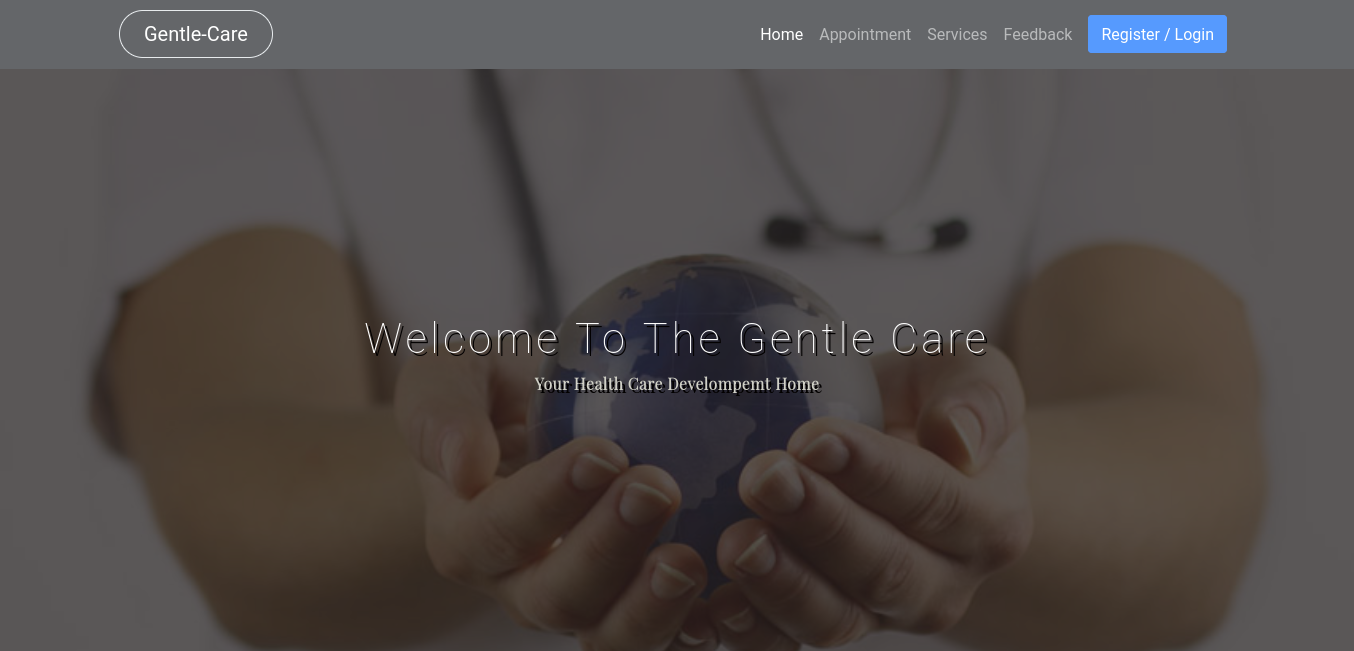 Gentle-Care
Home Appointment Services Feedback Register / Login
Welcome To The Gentle Care
Your Health Care Develompemt Home